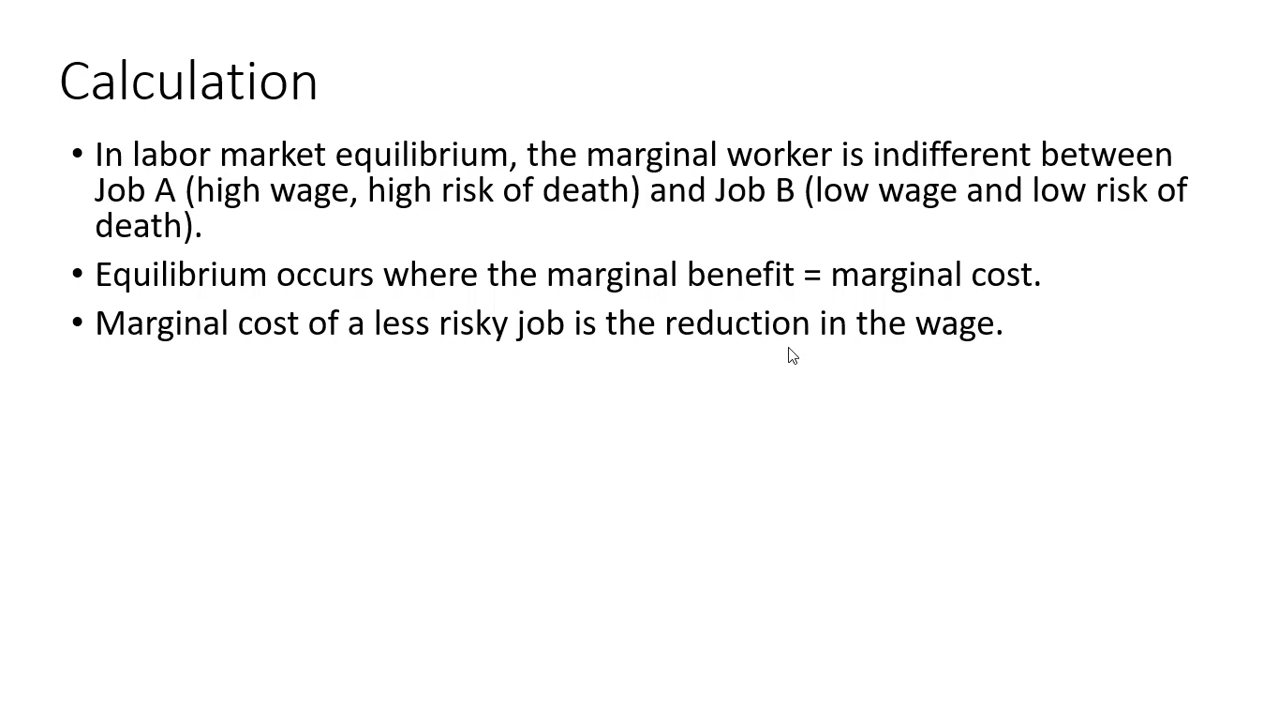 Calculation
• In labor market equilibrium, the marginal worker is indifferent between
Job A (high wage, high risk of death) and Job B (low wage and low risk of
death).
• Equilibrium occurs where the marginal benefit = marginal cost.
• Marginal cost of a less risky job is the reduction in the wage.